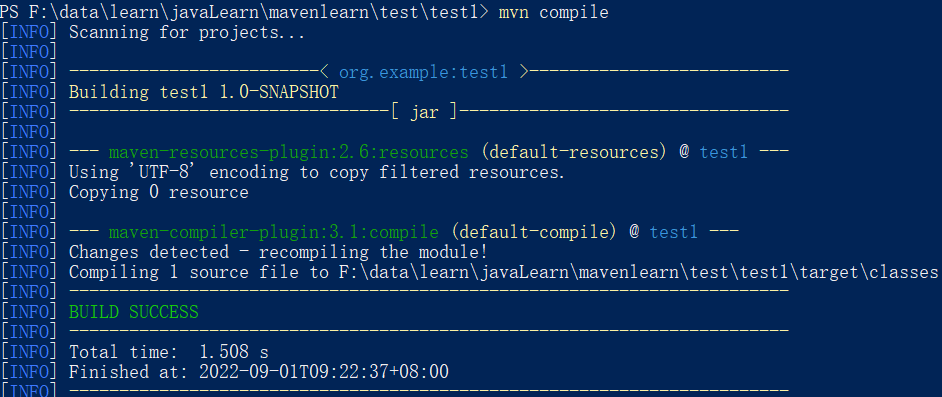 PS F:\data\learn\javaLearn\mavenlearn\test\test1> mvn compile
[INFO] Scanning for projects...
[INFO]
[INFO] -------------------------< org.example:test1 >--------------------------
[INFO] Building test1 1.0-SNAPSHOT
[INFO] --------------------------------[ jar ]---------------------------------
[INFO]
[INFO] --- maven-resources-plugin:2.6:resources (default-resources) @ test1 ---
[INFO] Using 'UTF-8' encoding to copy filtered resources.
[INFO] Copying 0 resource
[INFO]
[INFO] --- maven-compiler-plugin:3.1:compile (default-compile) @ test1 ---
[INFO] Changes detected - recompiling the module!
[INFO] Compiling 1 source file to F:\data\learn\javaLearn\mavenlearn\test\test1\target\classes
[INFO] ------------------------------------------------------------------------
[INFO] BUILD SUCCESS
[INFO] ------------------------------------------------------------------------
[INFO] Total time:  1.508 s
[INFO] Finished at: 2022-09-01T09:22:37+08:00
[INFO] ------------------------------------------------------------------------